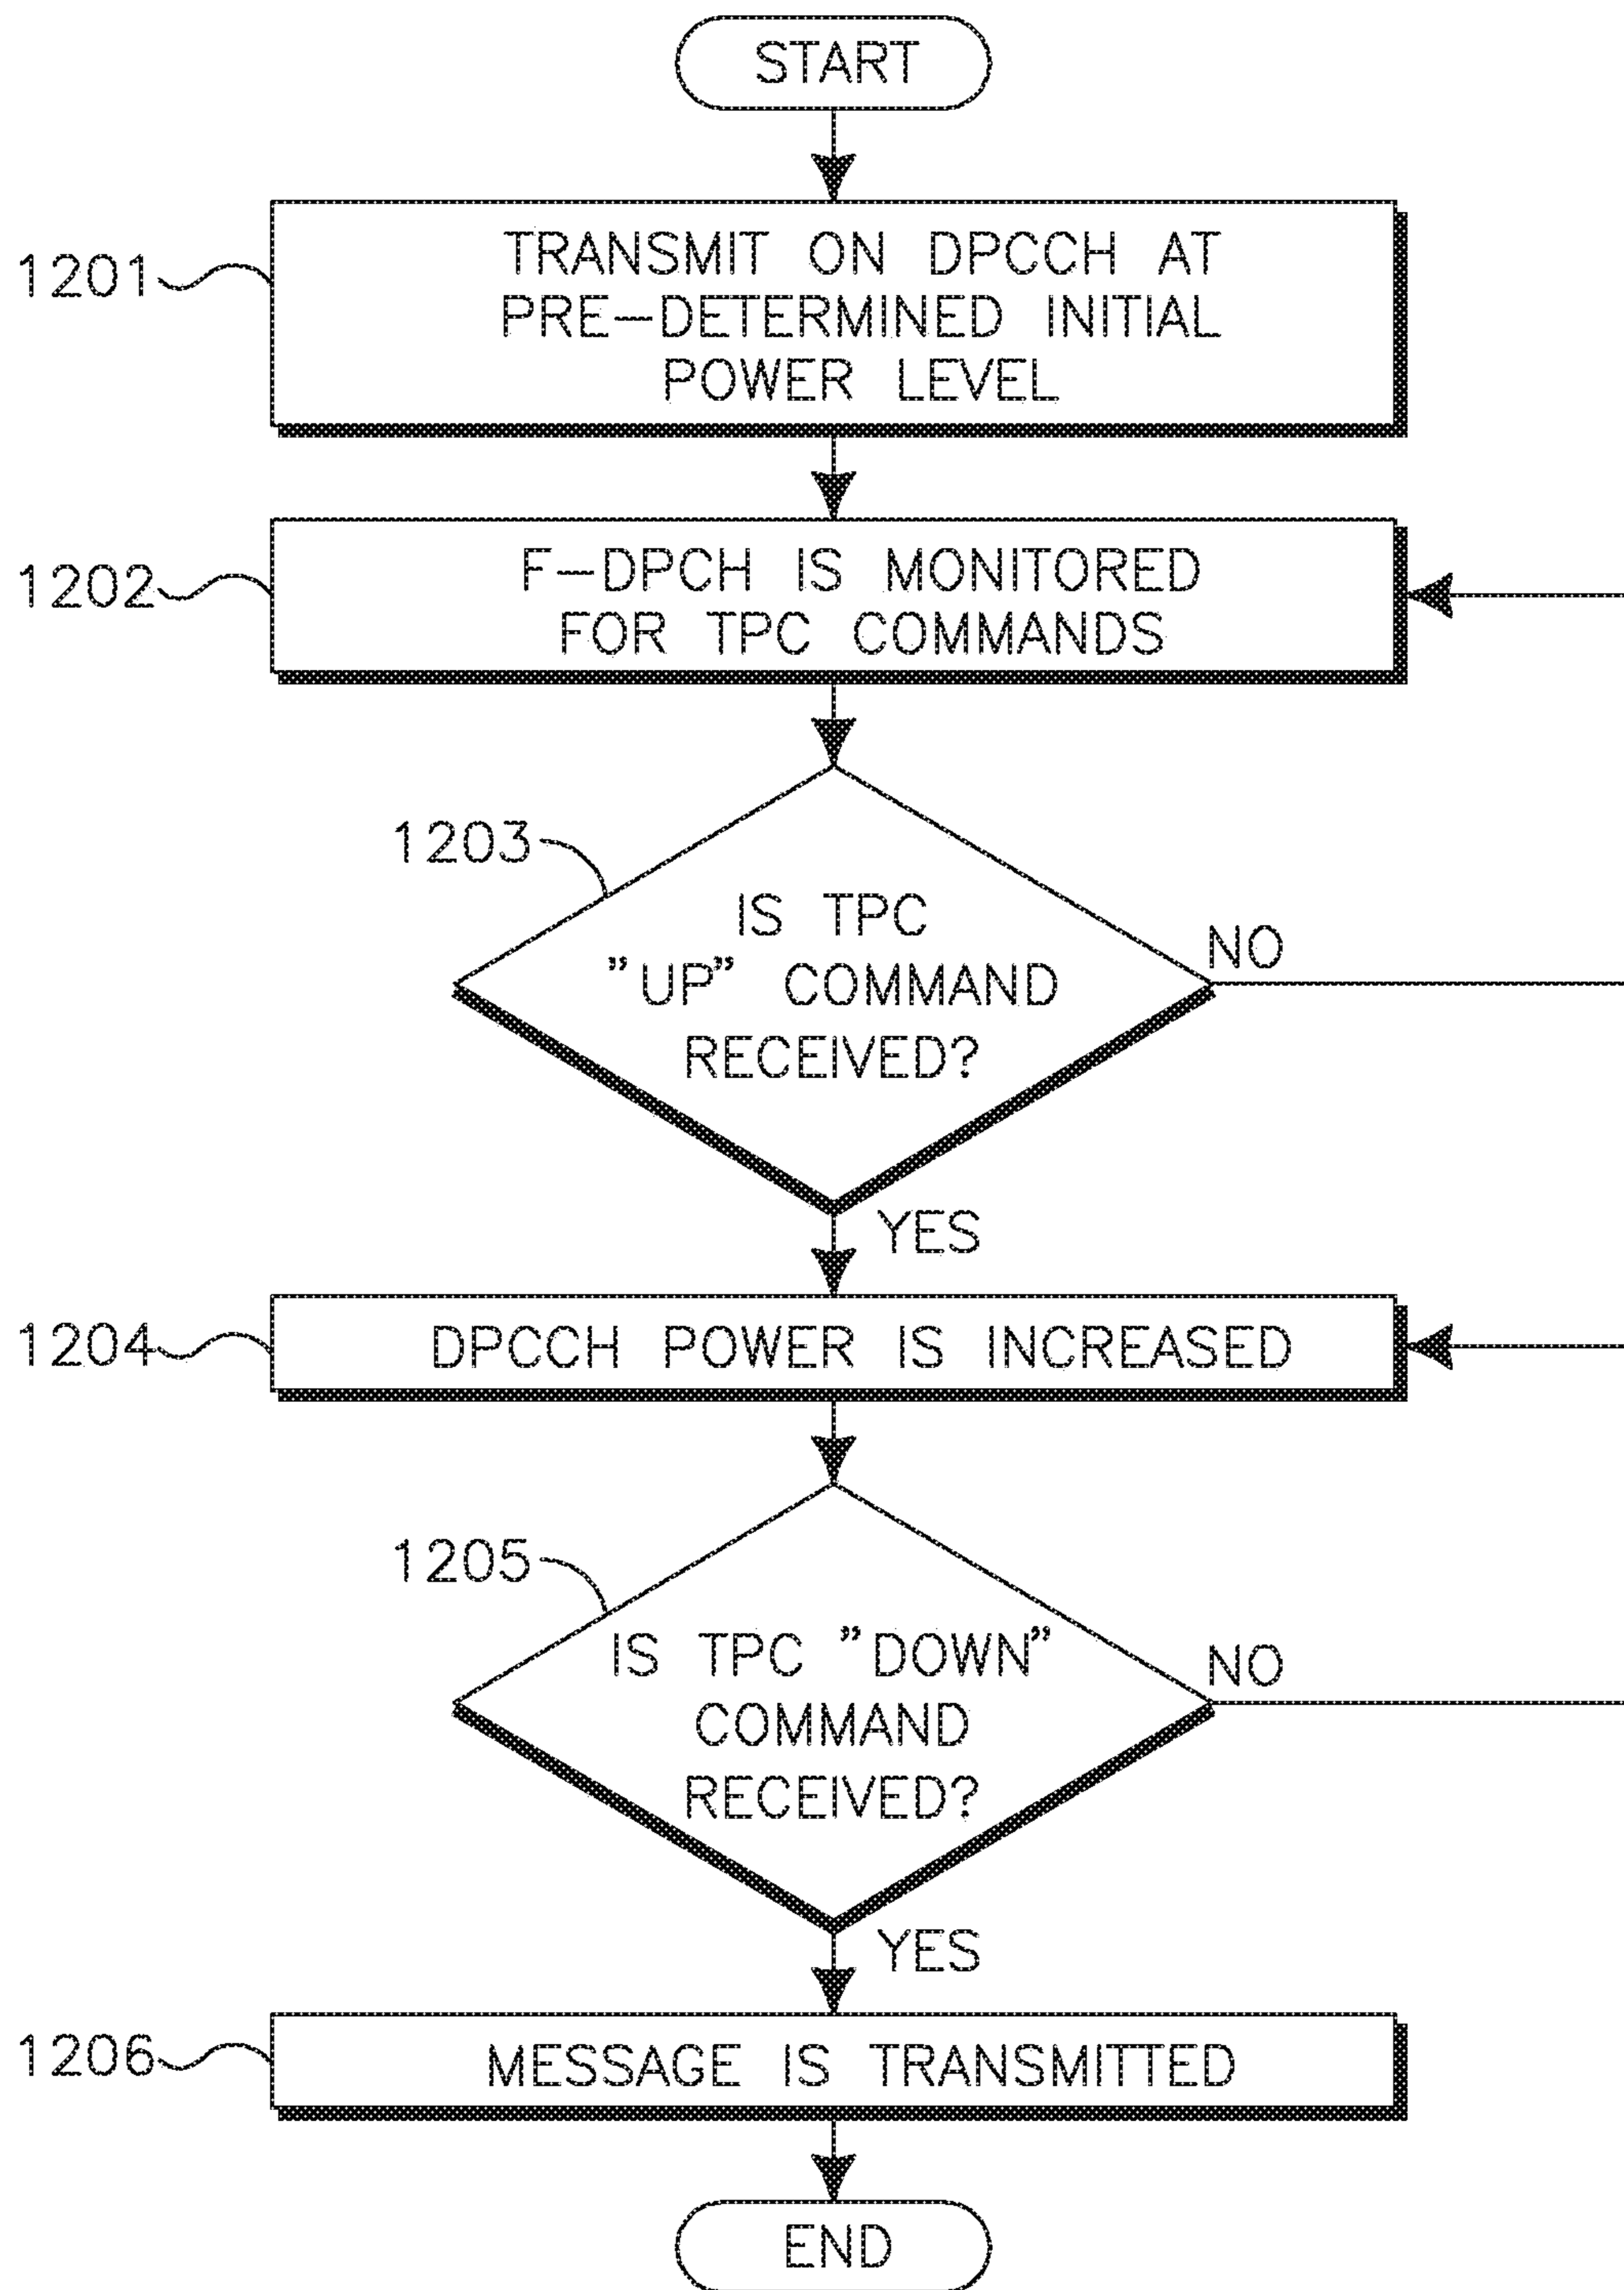 START
1201
TRANSMIT ON DPCCH AT
PRE-DETERMINED INITIAL
POWER LEVEL
1202
F-DPCH IS MONITORED
FOR TPC COMMANDS
1203
IS TPC
"UP" COMMAND
RECEIVED?
NO
YES
1204
DPCCH POWER IS INCREASED
1205
IS TPC "DOWN"
COMMAND
RECEIVED?
NO
YES
1206
MESSAGE IS TRANSMITTED
END